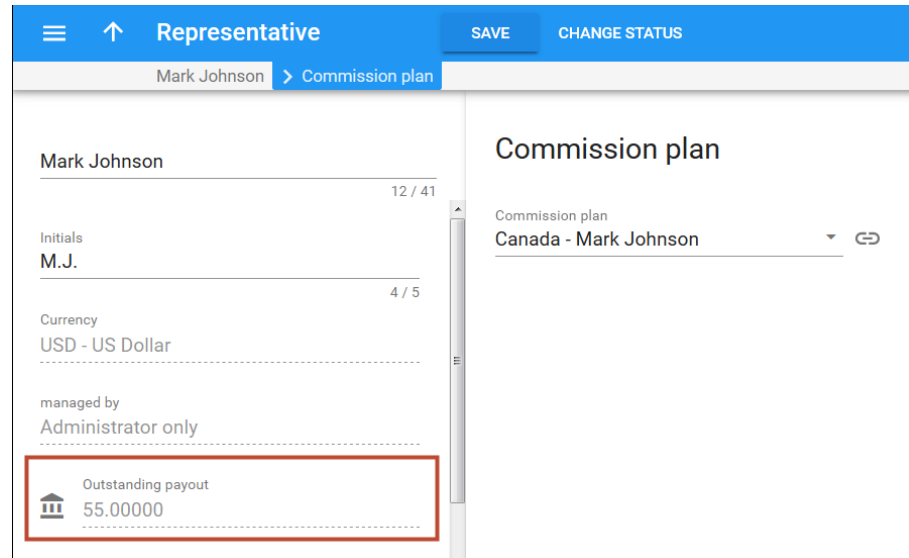 Representative
SAVE
CHANGE STATUS
Mark Johnson
Commission plan
Mark Johnson
12 / 41
Initials
M.J.
4 / 5
Currency
USD - US Dollar
managed by
Administrator only
Outstanding payout
55.00000
Commission plan
Commission plan
Canada - Mark Johnson